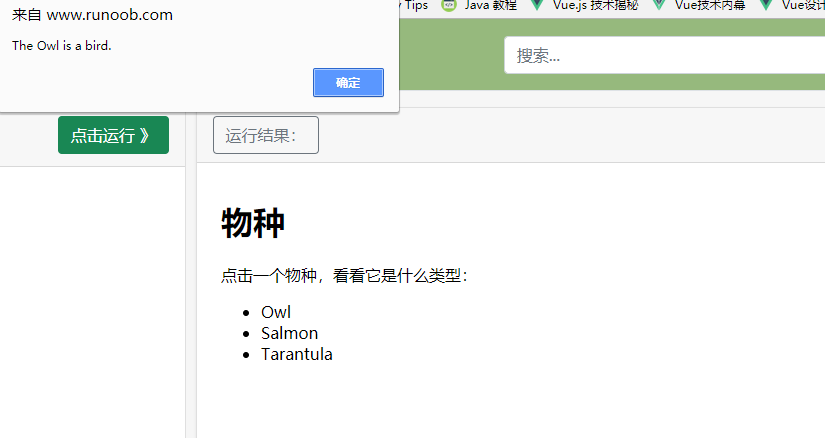 来自 www.runoob.com
The Owl is a bird.
确定
Tips
Java 教程
Vue.js 技术揭秘
Vue技术内幕
Vue设计
搜索...
点击运行 》
运行结果：
物种
点击一个物种，看看它是什么类型：
Owl
Salmon
Tarantula